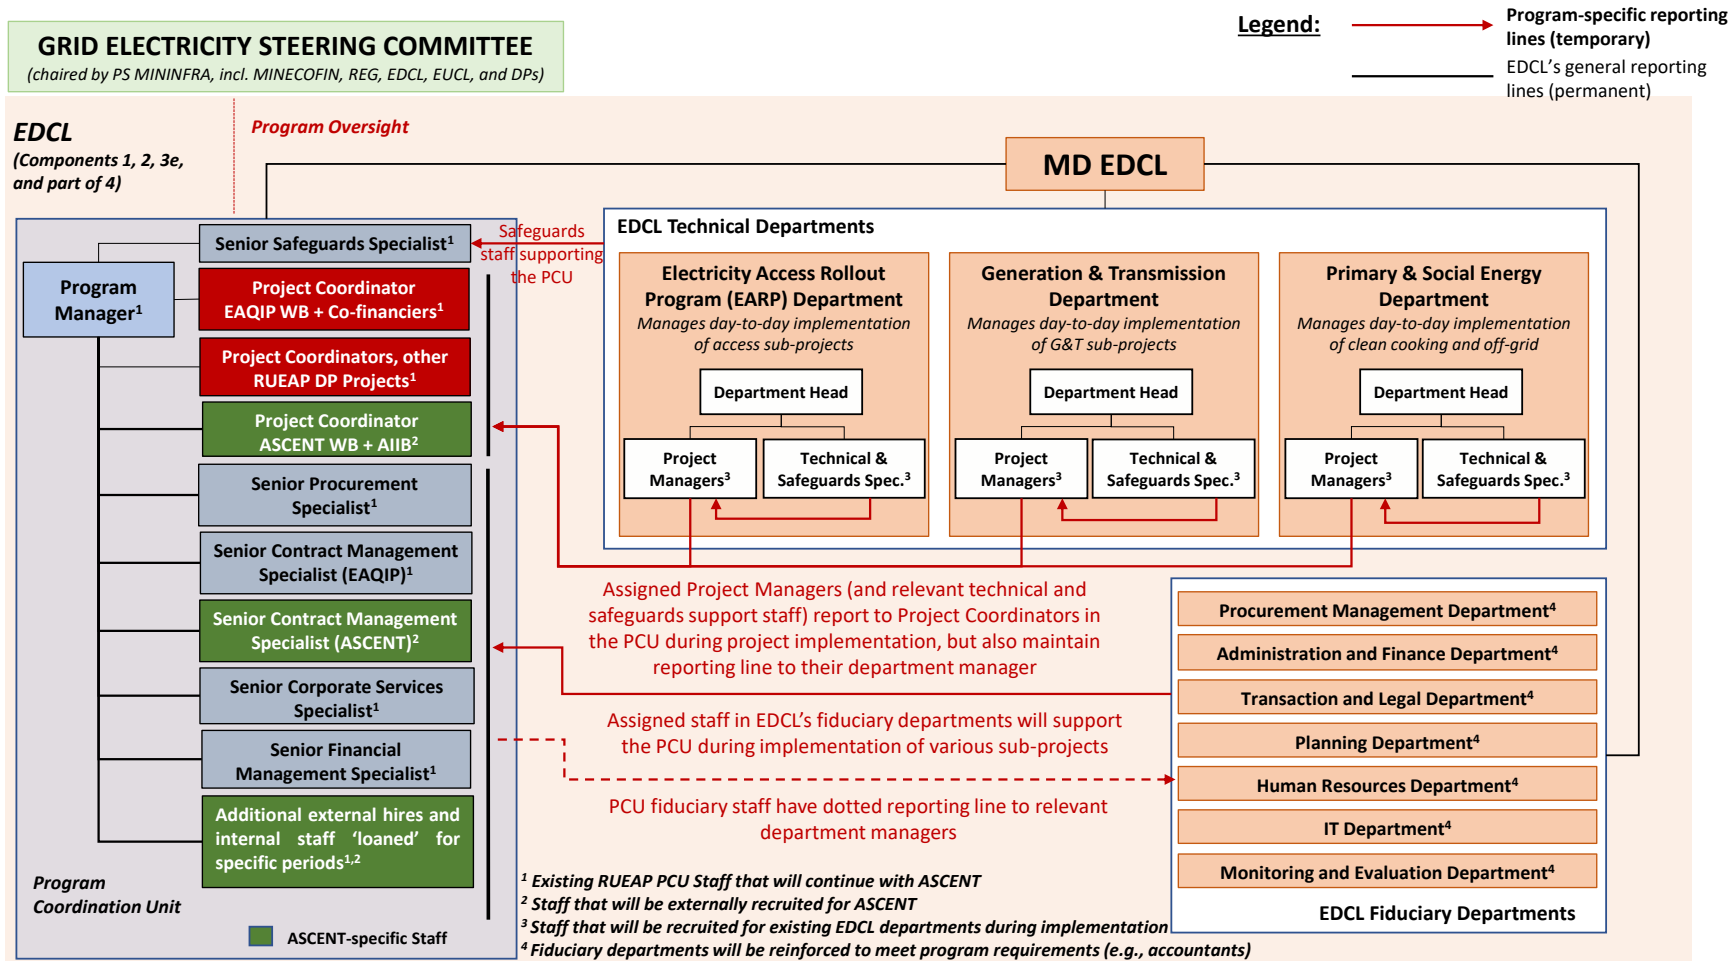 GRID ELECTRICITY STEERING COMMITTEE
(chaired by PS MININFRA, incl. MINECOFIN, REG, EDCL, EUCL, and DPs)
Legend:
Program-specific reporting
lines (temporary)
EDCL's general reporting
lines (permanent)
EDCL
(Components 1, 2, 3e,
and part of 4)
Program Oversight
MD EDCL
Program
Manager¹
Senior Safeguards Specialist¹
Project Coordinator
EAQIP WB + Co-financiers¹
Project Coordinators, other
RUEAP DP Projects¹
Project Coordinator
ASCENT WB + AIIB²
Senior Procurement
Specialist¹
Senior Contract Management
Specialist (EAQIP)¹
Senior Contract Management
Specialist (ASCENT)²
Senior Corporate Services
Specialist¹
Senior Financial
Management Specialist¹
Additional external hires and
internal staff ‘loaned’ for
specific periods¹,²
Program
Coordination Unit
ASCENT-specific Staff
Safeguards
staff supporting
the PCU
EDCL Technical Departments
Electricity Access Rollout
Program (EARP) Department
Manages day-to-day implementation
of access sub-projects
Department Head
Project
Managers³
Technical &
Safeguards Spec.³
Generation & Transmission
Department
Manages day-to-day implementation
of G&T sub-projects
Department Head
Project
Managers³
Technical &
Safeguards Spec.³
Primary & Social Energy
Department
Manages day-to-day implementation
of clean cooking and off-grid
Department Head
Project
Managers³
Technical &
Safeguards Spec.³
Assigned Project Managers (and relevant technical and
safeguards support staff) report to Project Coordinators in
the PCU during project implementation, but also maintain
reporting line to their department manager
Assigned staff in EDCL's fiduciary departments will support
the PCU during implementation of various sub-projects
PCU fiduciary staff have dotted reporting line to relevant
department managers
Procurement Management Department⁴
Administration and Finance Department⁴
Transaction and Legal Department⁴
Planning Department⁴
Human Resources Department⁴
IT Department⁴
Monitoring and Evaluation Department⁴
EDCL Fiduciary Departments
¹ Existing RUEAP PCU Staff that will continue with ASCENT
² Staff that will be externally recruited for ASCENT
³ Staff that will be recruited for existing EDCL departments during implementation
⁴ Fiduciary departments will be reinforced to meet program requirements (e.g., accountants)